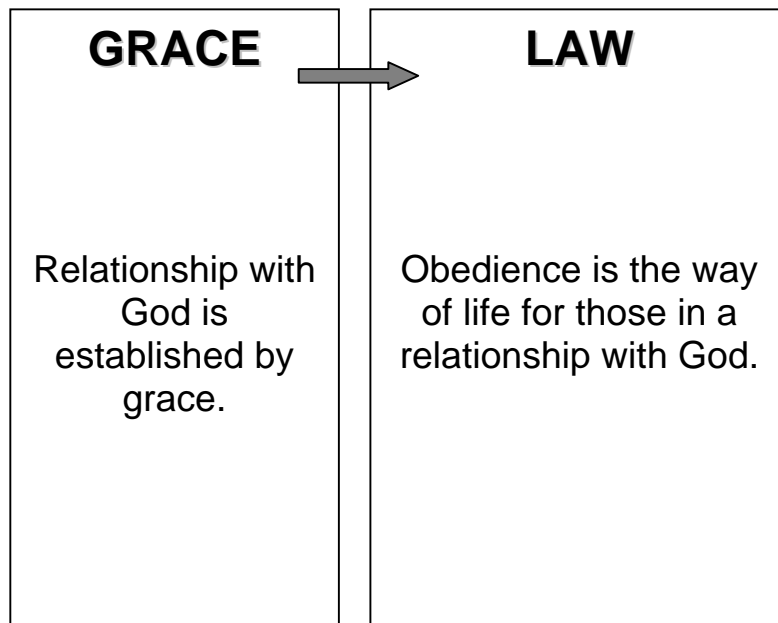 GRACE
Relationship with
God is
established by
grace.
LAW
Obedience is the way
of life for those in a
relationship with God.